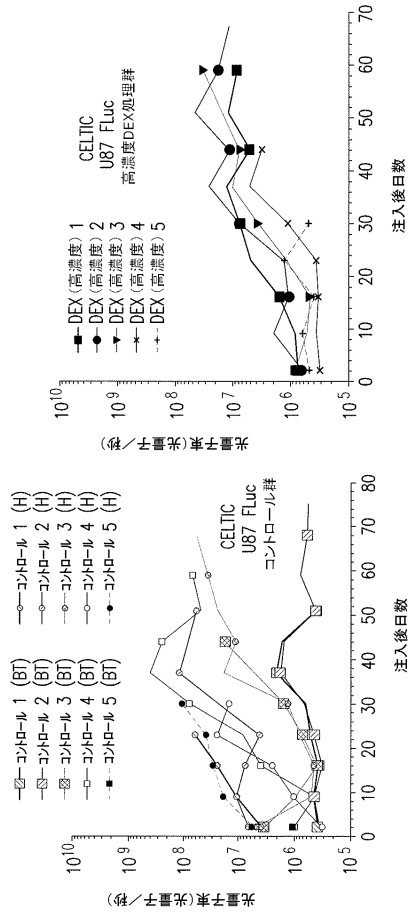 コントロール 1 (BT)
コントロール 2 (BT)
コントロール 3 (BT)
コントロール 4 (BT)
コントロール 5 (BT)
コントロール 1 (H)
コントロール 2 (H)
コントロール 3 (H)
コントロール 4 (H)
コントロール 5 (H)
CELTIC
U87 FLuc
コントロール群
光量子束(光量子/秒)
10^10
10^9
10^8
10^7
10^6
10^5
0
10
20
30
40
50
60
70
80
注入後日数
CELTIC
U87 FLuc
高濃度DEX処理群
DEX(高濃度) 1
DEX(高濃度) 2
DEX(高濃度) 3
DEX(高濃度) 4
DEX(高濃度) 5
光量子束(光量子/秒)
10^10
10^9
10^8
10^7
10^6
10^5
0
10
20
30
40
50
60
70
注入後日数